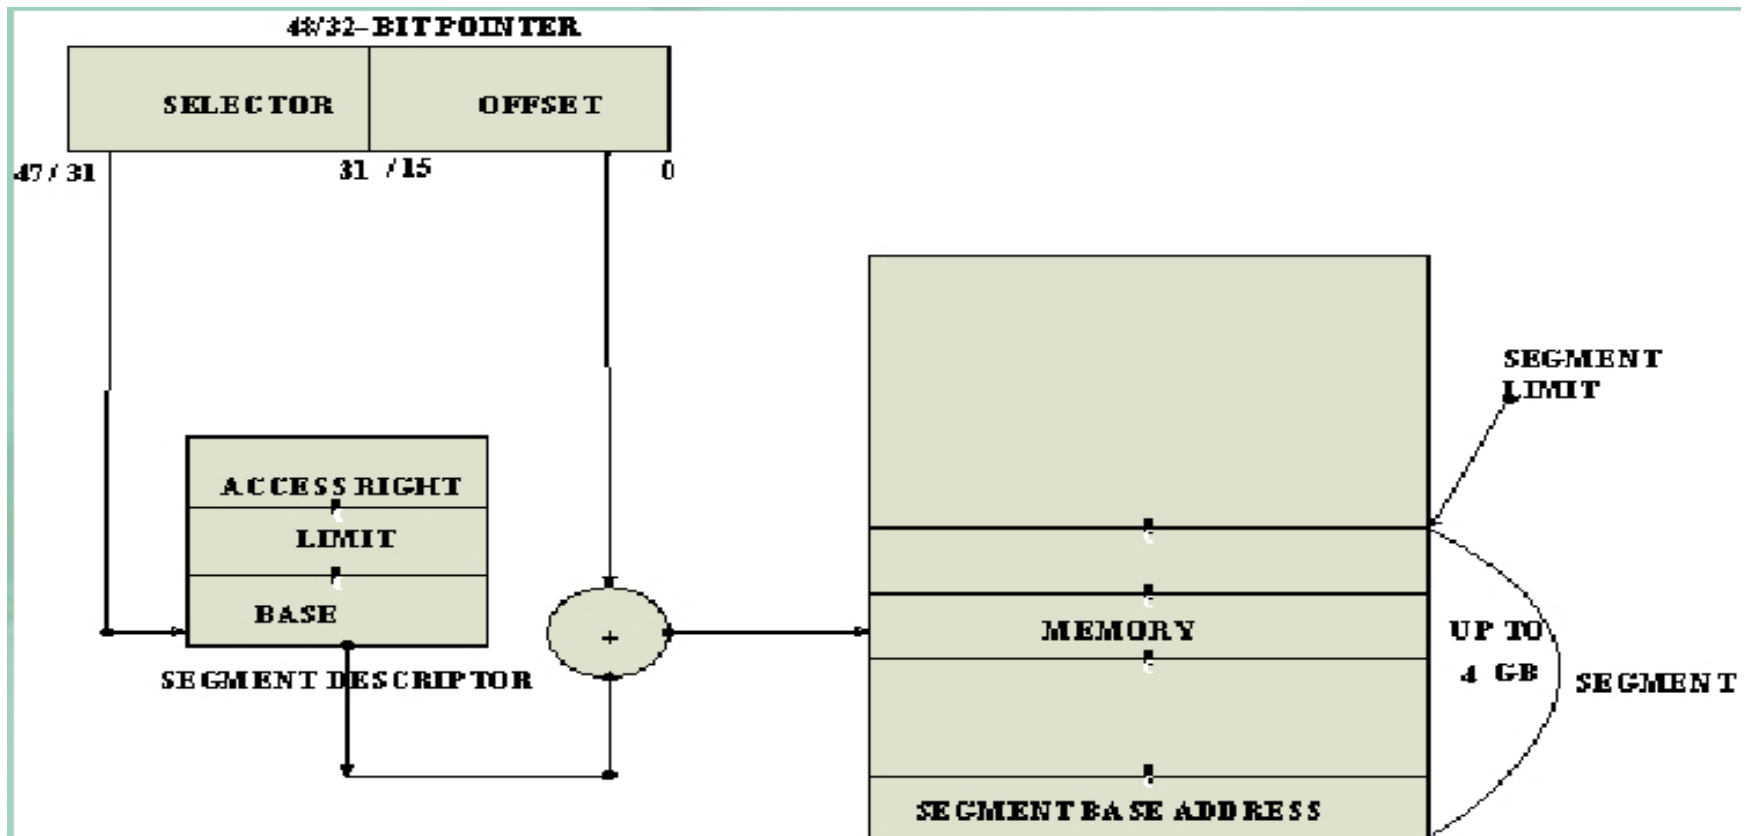 48/32-BIT POINTER
SELECTOR
OFFSET
47/31
31 /15
0
SEGMENT
LIMIT
ACCESS RIGHT
LIMIT
BASE
+
MEMORY
UP TO
4 GB
SEGMENT
SEGMENT DESCRIPTOR
SEGMENT BASE ADDRESS